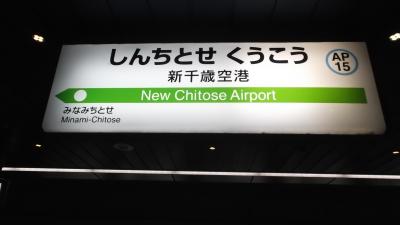 しんちとせ くうこう
AP
15
新千歳空港
New Chitose Airport
みなみちとせ
Minami-Chitose